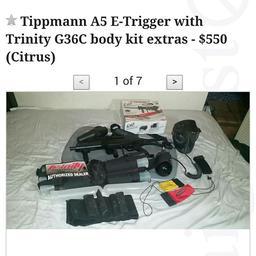 Tippmann A5 E-Trigger with
Trinity G36C body kit extras - $550
(Citrus)
<
1 of 7
>
Trinity
AUTHORIZED DEALER